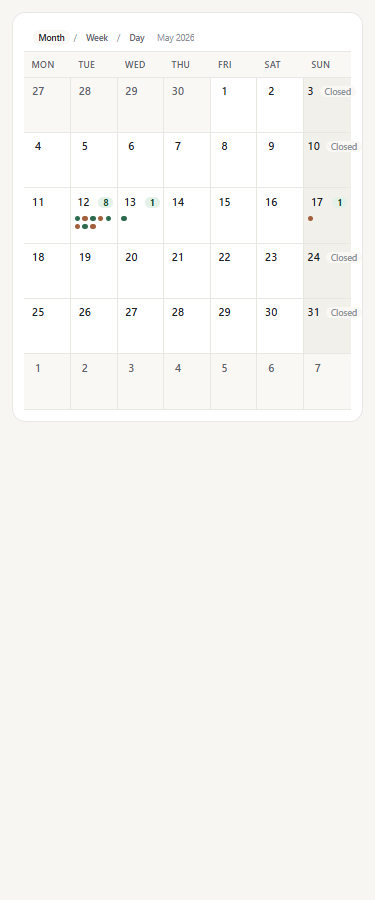 Month / Week / Day May 2026
MON TUE WED THU FRI SAT SUN
27 28 29 30 1 2 3 Closed
4 5 6 7 8 9 10 Closed
11 12 8 13 1 14 15 16 17 1
18 19 20 21 22 23 24 Closed
25 26 27 28 29 30 31 Closed
1 2 3 4 5 6 7